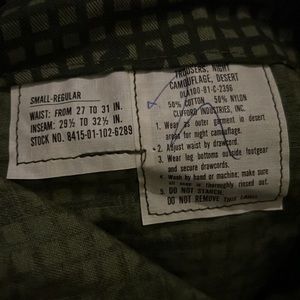 SMALL-REGULAR
WAIST: FROM 27 TO 31 IN.
INSEAM: 29½ TO 32½ IN.
STOCK NO. 8415-01-102-6289
TROUSERS, NIGHT
CAMOUFLAGE, DESERT
DLA100-81-C-2396
50% COTTON 50% NYLON
CLIFFORD INDUSTRIES, INC.
1. Wear as outer garment in desert
areas for night camouflage.
2. Adjust waist by drawcord.
3. Wear leg bottoms outside footgear
and secure drawcords.
4. Wash by hand or machine; make sure
all is thoroughly rinsed out.
5. DO NOT STARCH.
DO NOT REMOVE THIS LABEL